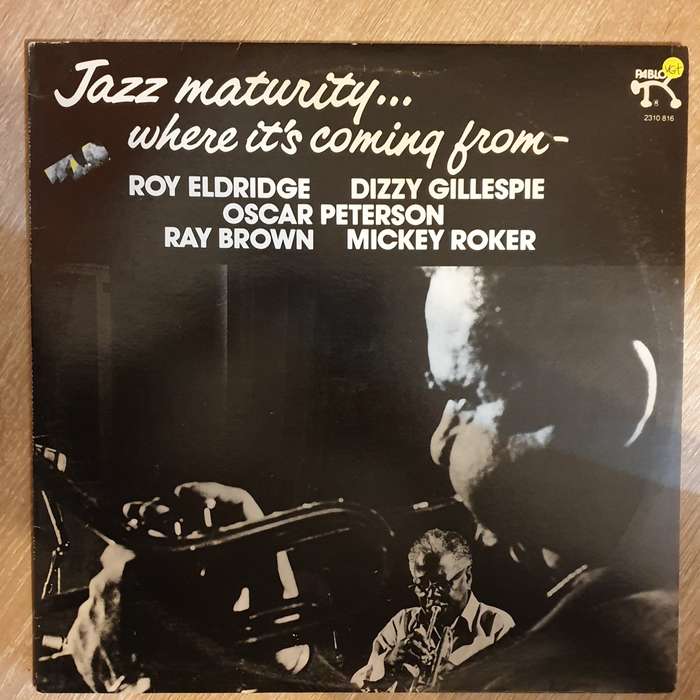 Jazz maturity...
where it's coming from-
ROY ELDRIDGE DIZZY GILLESPIE
OSCAR PETERSON
RAY BROWN MICKEY ROKER
PABLO
VG+
2310 816